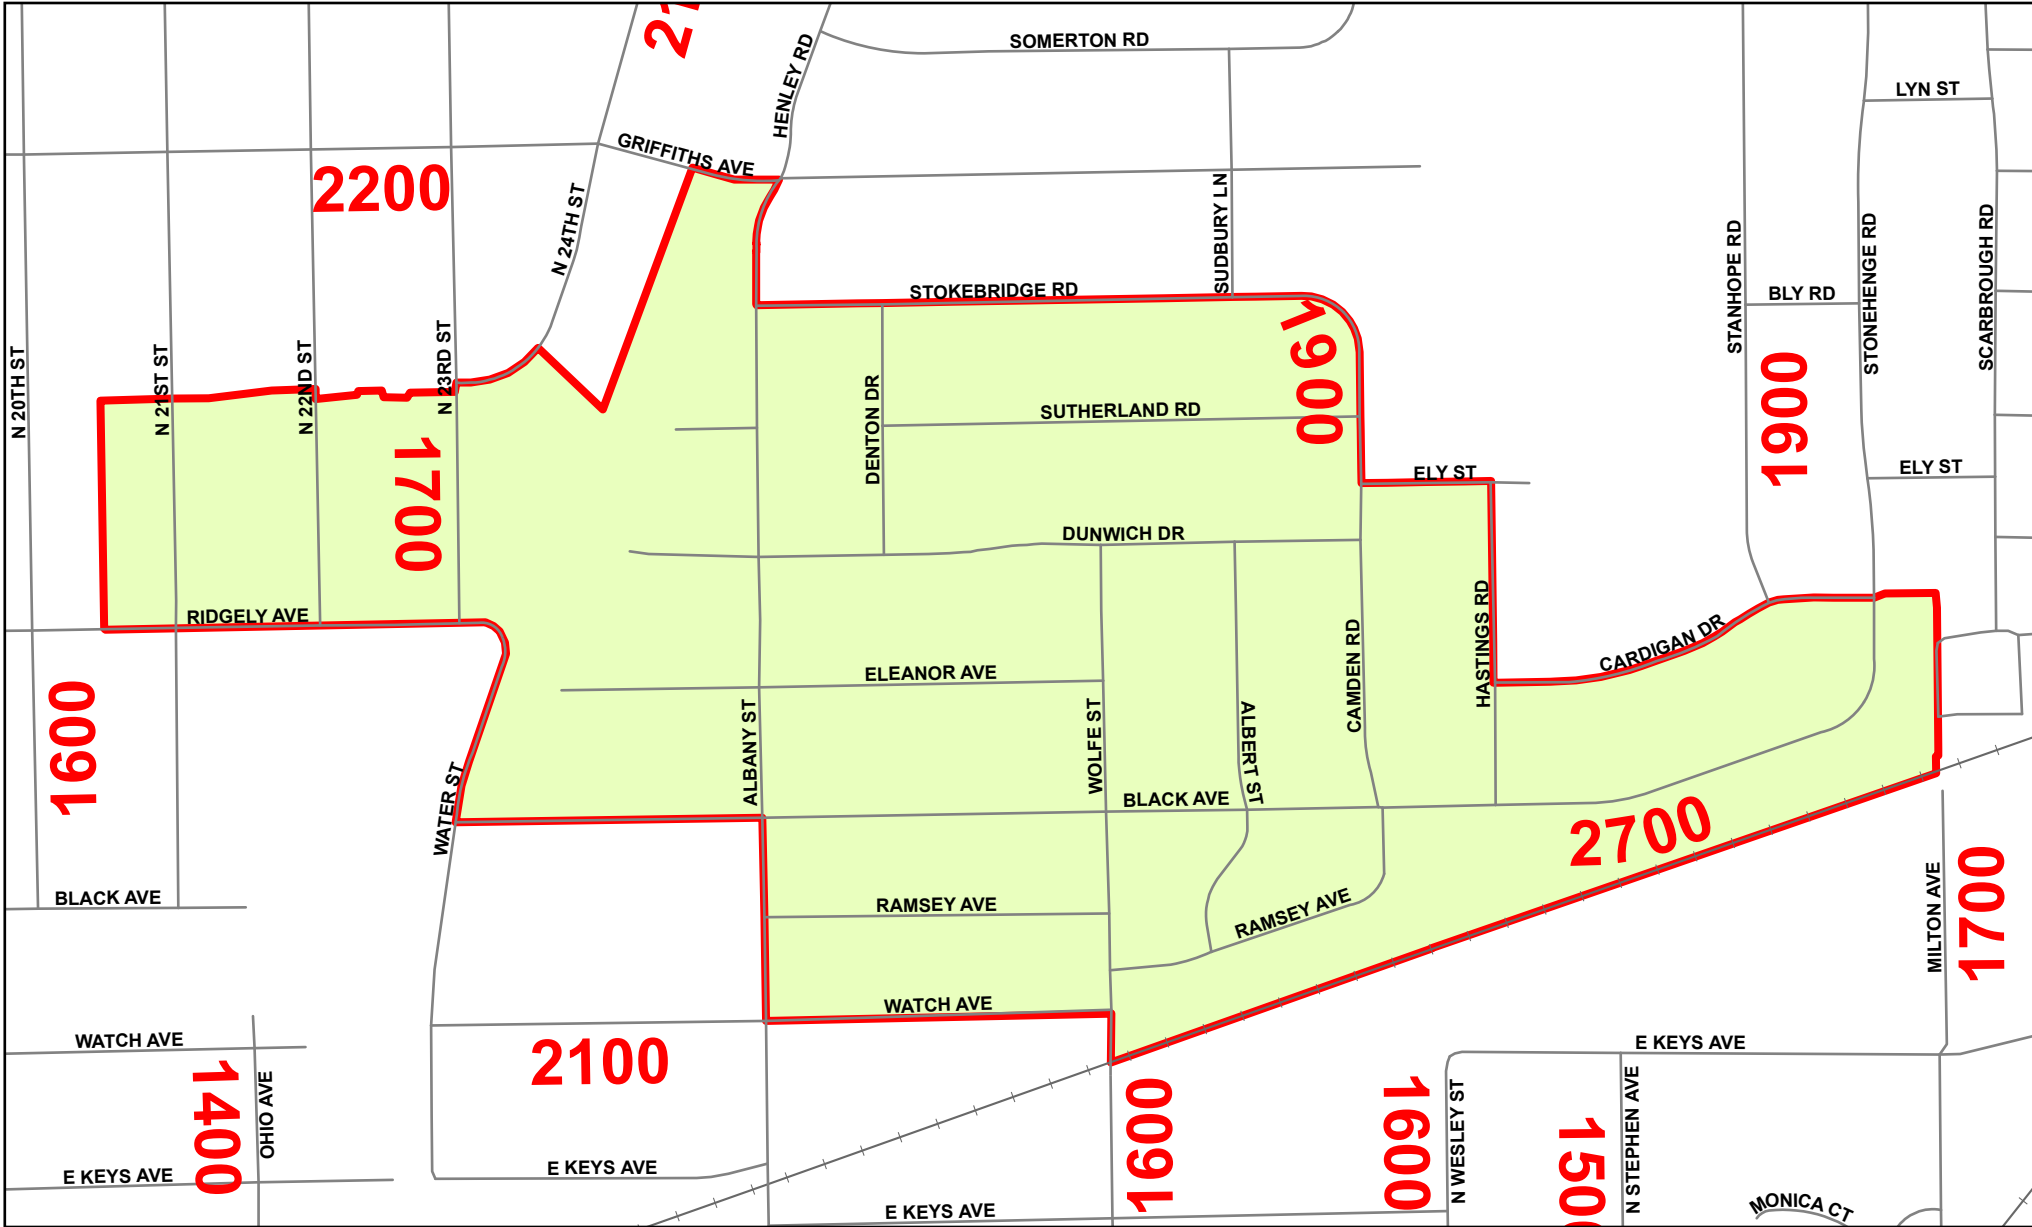 21
SOMERTON RD
HENLEY RD
LYN ST
GRIFFITHS AVE
2200
N 24TH ST
SUDBURY LN
STANHOPE RD
STONEHENGE RD
SCARBROUGH RD
STOKEBRIDGE RD
BLY RD
N 20TH ST
N 21ST ST
N 22ND ST
N 23RD ST
1600
1900
DENTON DR
SUTHERLAND RD
1700
ELY ST
ELY ST
DUNWICH DR
RIDGELY AVE
HASTINGS RD
CARDIGAN DR
CAMDEN RD
ELEANOR AVE
1600
ALBANY ST
WOLFE ST
ALBERT ST
WATER ST
BLACK AVE
2700
BLACK AVE
RAMSEY AVE
RAMSEY AVE
MILTON AVE
1700
WATCH AVE
WATCH AVE
2100
E KEYS AVE
1400
OHIO AVE
1600
1600
N WESLEY ST
1500
N STEPHEN AVE
E KEYS AVE
E KEYS AVE
E KEYS AVE
MONICA CT